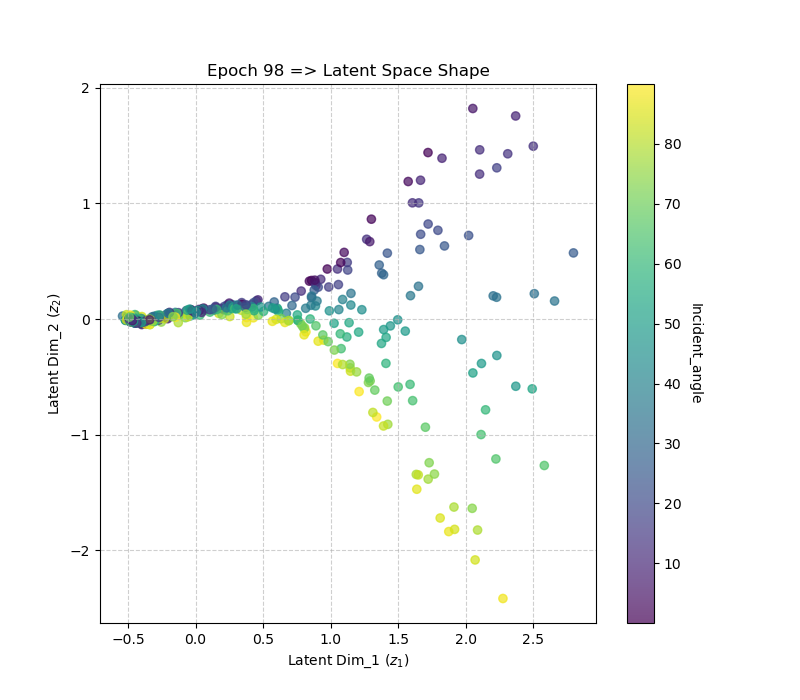 Epoch 98 => Latent Space Shape
2
1
0
−1
−2
Latent Dim_2 (z₂)
−0.5 0.0 0.5 1.0 1.5 2.0 2.5
Latent Dim_1 (z₁)
80
70
60
50
40
30
20
10
Incident_angle